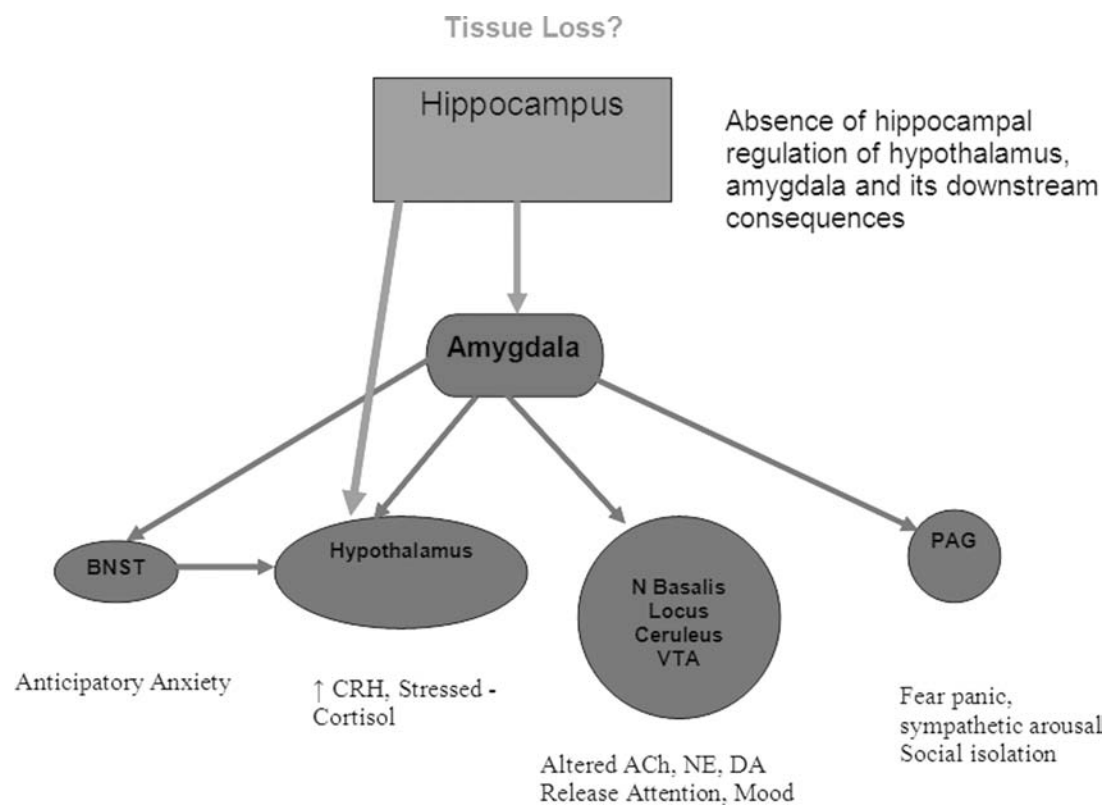 Tissue Loss?
Hippocampus
Absence of hippocampal
regulation of hypothalamus,
amygdala and its downstream
consequences
Amygdala
BNST
Hypothalamus
N Basalis
Locus
Ceruleus
VTA
PAG
Anticipatory Anxiety
↑ CRH, Stressed -
Cortisol
Altered ACh, NE, DA
Release Attention, Mood
Fear panic,
sympathetic arousal
Social isolation